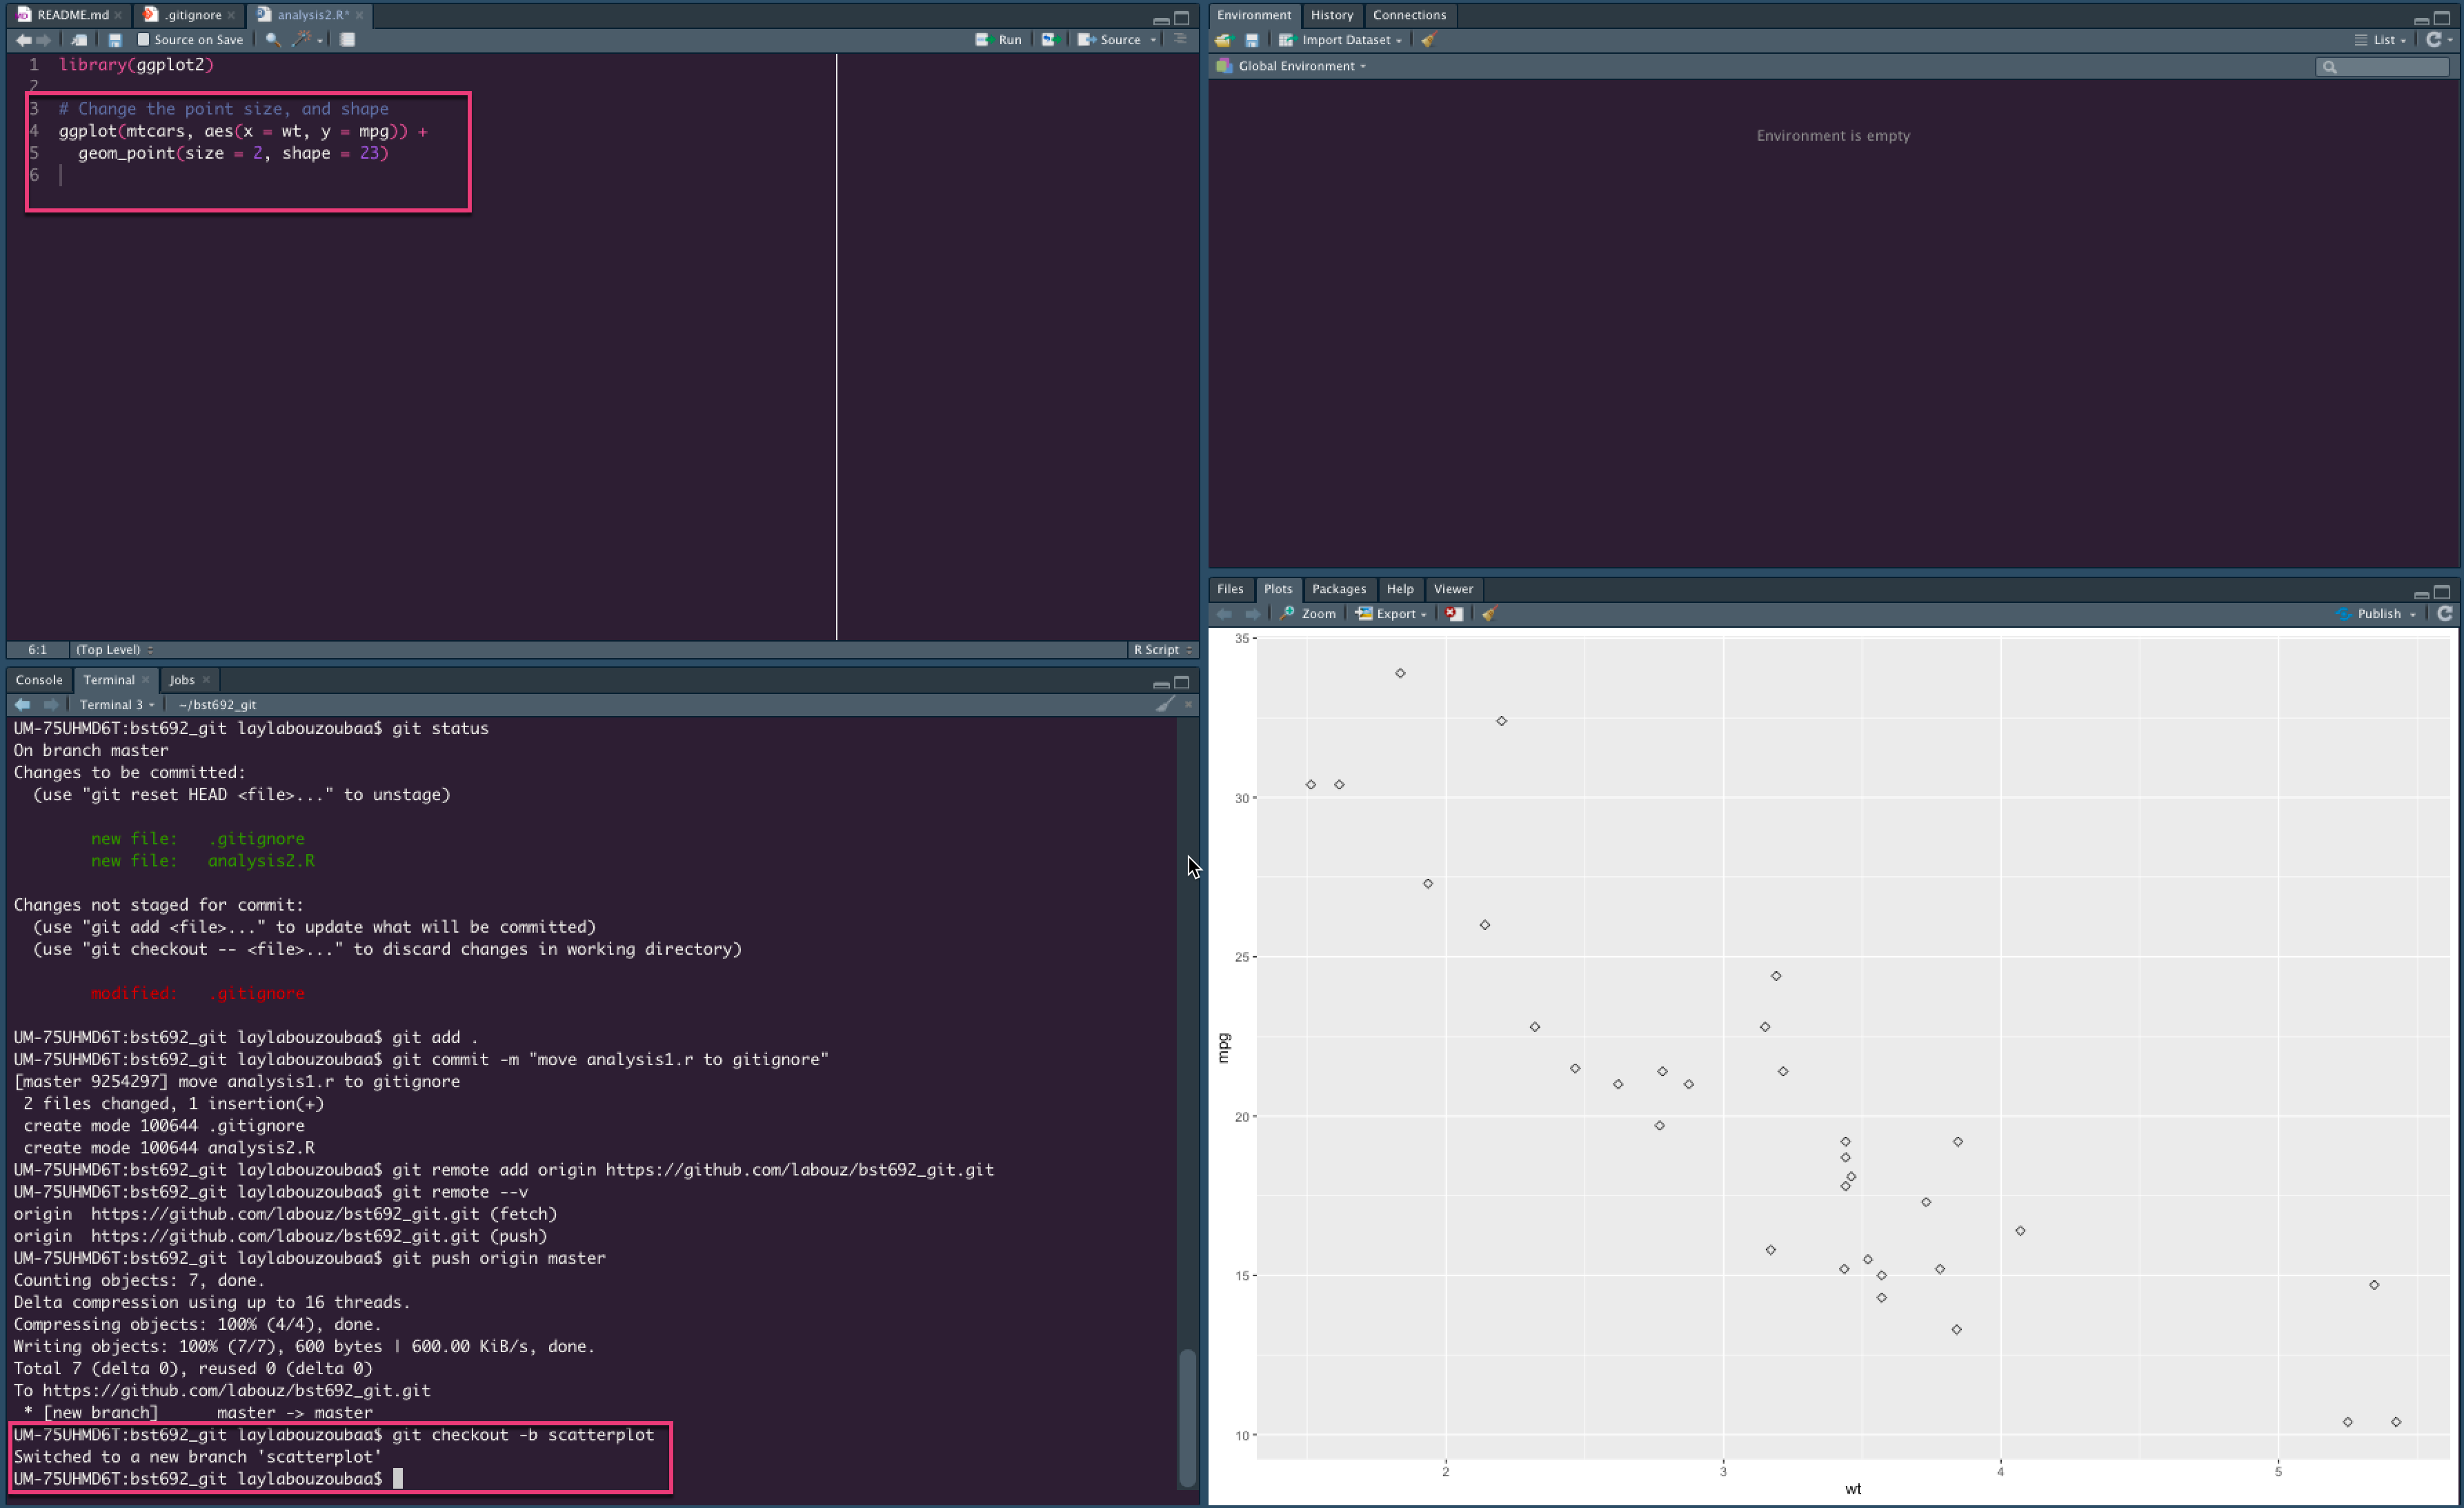 README.md
.gitignore
analysis2.R*
Source on Save
Run
Source
1 library(ggplot2)
2
3 # Change the point size, and shape
4 ggplot(mtcars, aes(x = wt, y = mpg)) +
5 geom_point(size = 2, shape = 23)
6
6:1 (Top Level)
R Script
Console Terminal Jobs
Terminal 3 ~/bst692_git
UM-75UHMD6T:bst692_git laylabouzoubaa$ git status
On branch master
Changes to be committed:
(use "git reset HEAD <file>..." to unstage)
new file: .gitignore
new file: analysis2.R
Changes not staged for commit:
(use "git add <file>..." to update what will be committed)
(use "git checkout -- <file>..." to discard changes in working directory)
modified: .gitignore
UM-75UHMD6T:bst692_git laylabouzoubaa$ git add .
UM-75UHMD6T:bst692_git laylabouzoubaa$ git commit -m "move analysis1.r to gitignore"
[master 9254297] move analysis1.r to gitignore
2 files changed, 1 insertion(+)
create mode 100644 .gitignore
create mode 100644 analysis2.R
UM-75UHMD6T:bst692_git laylabouzoubaa$ git remote add origin https://github.com/labouz/bst692_git.git
UM-75UHMD6T:bst692_git laylabouzoubaa$ git remote --v
origin https://github.com/labouz/bst692_git.git (fetch)
origin https://github.com/labouz/bst692_git.git (push)
UM-75UHMD6T:bst692_git laylabouzoubaa$ git push origin master
Counting objects: 7, done.
Delta compression using up to 16 threads.
Compressing objects: 100% (4/4), done.
Writing objects: 100% (7/7), 600 bytes | 600.00 KiB/s, done.
Total 7 (delta 0), reused 0 (delta 0)
To https://github.com/labouz/bst692_git.git
* [new branch] master -> master
UM-75UHMD6T:bst692_git laylabouzoubaa$ git checkout -b scatterplot
Switched to a new branch 'scatterplot'
UM-75UHMD6T:bst692_git laylabouzoubaa$
Environment History Connections
Import Dataset
List
Global Environment
Environment is empty
Files Plots Packages Help Viewer
Zoom Export
Publish
35
30
25
20
15
10
mpg
2 3 4 5
wt